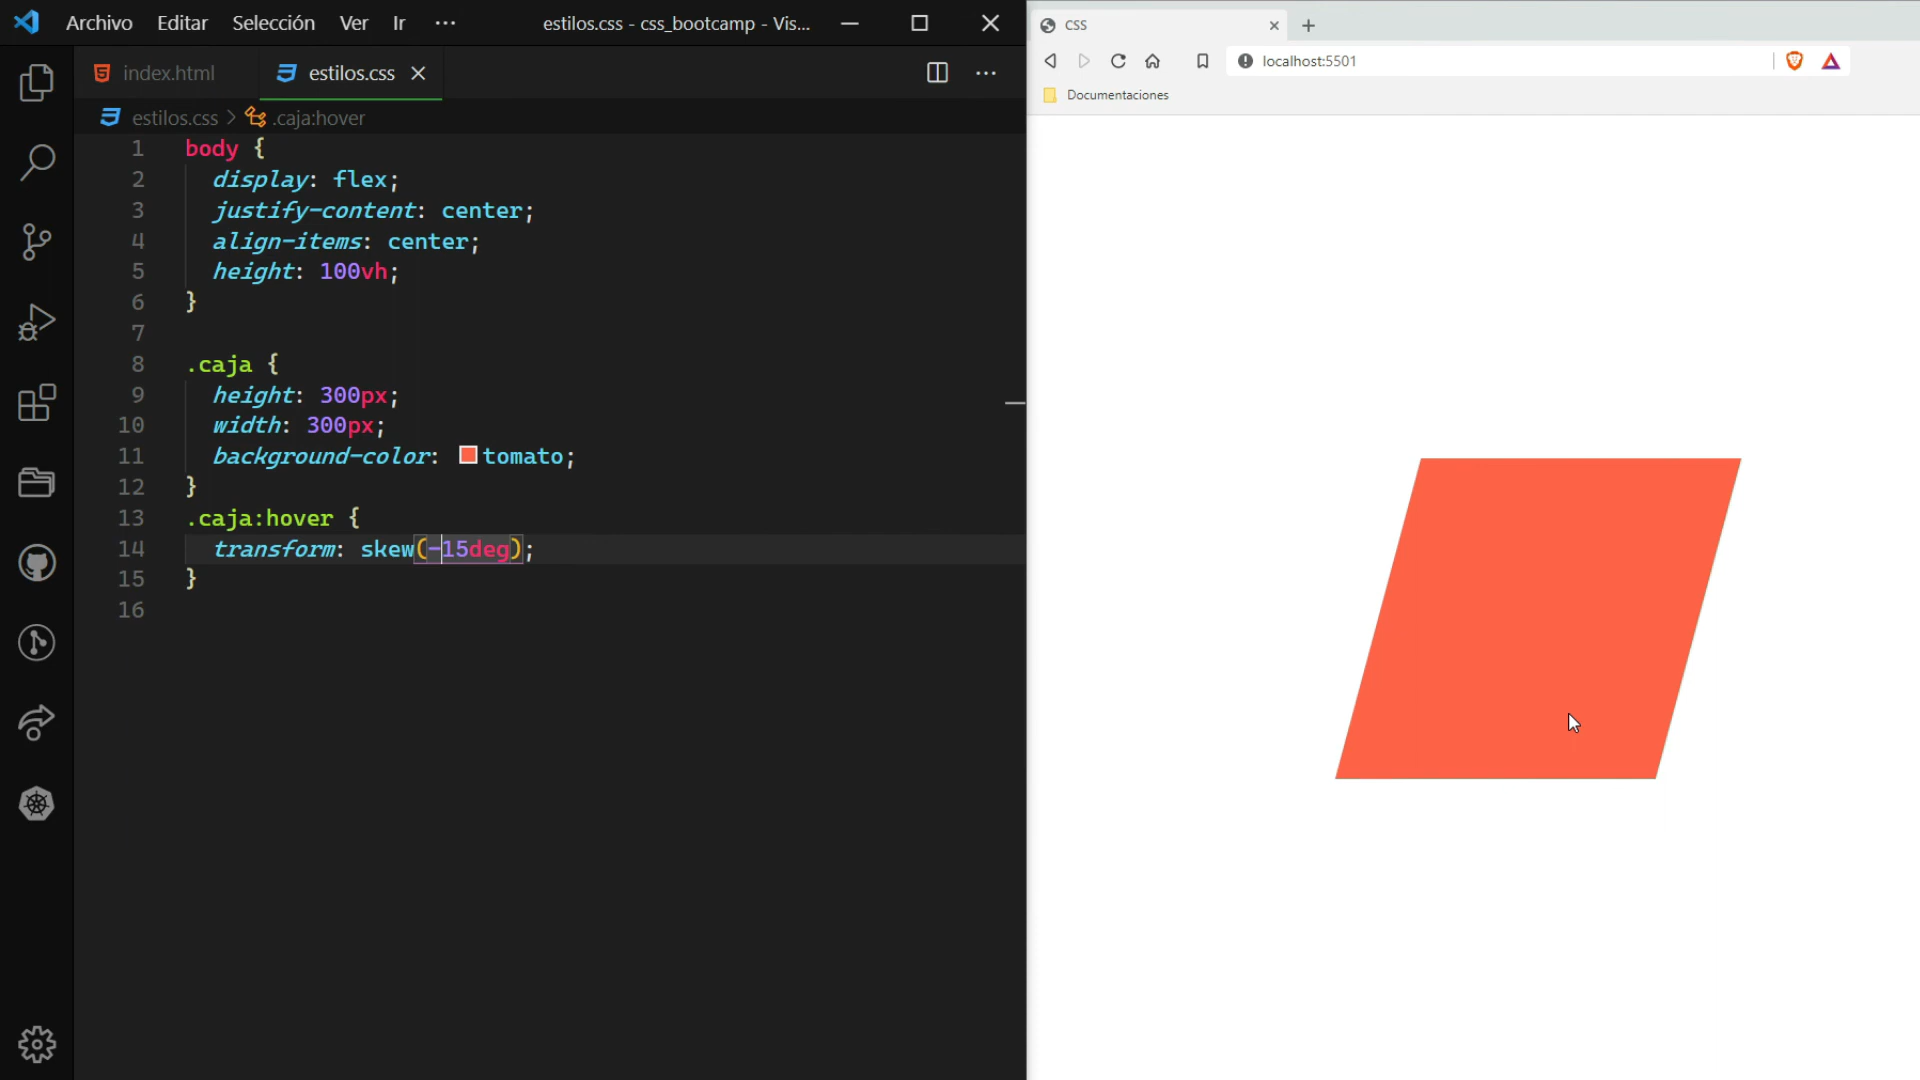 Archivo Editar Selección Ver Ir ··· estilos.css - css_bootcamp - Vis...
index.html estilos.css
estilos.css > .caja:hover
1 body {
2 display: flex;
3 justify-content: center;
4 align-items: center;
5 height: 100vh;
6 }
7
8 .caja {
9 height: 300px;
10 width: 300px;
11 background-color: tomato;
12 }
13 .caja:hover {
14 transform: skew(-15deg);
15 }
16
CSS
localhost:5501
Documentaciones